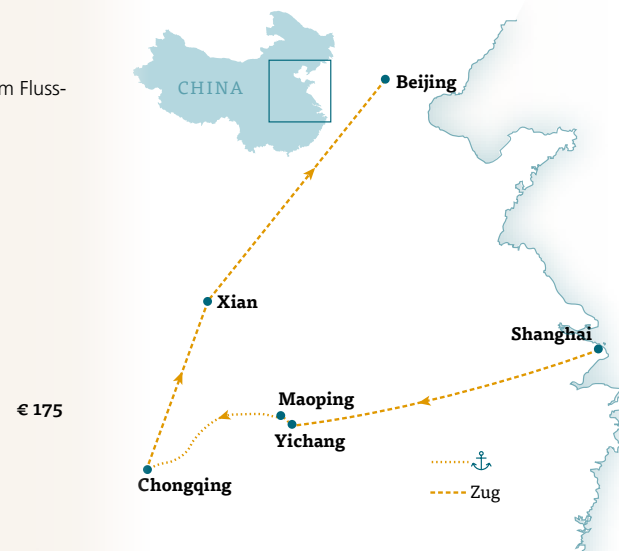 m Fluss-
CHINA
Beijing
Xian
Shanghai
€ 175
Maoping
Yichang
Chongqing
Zug